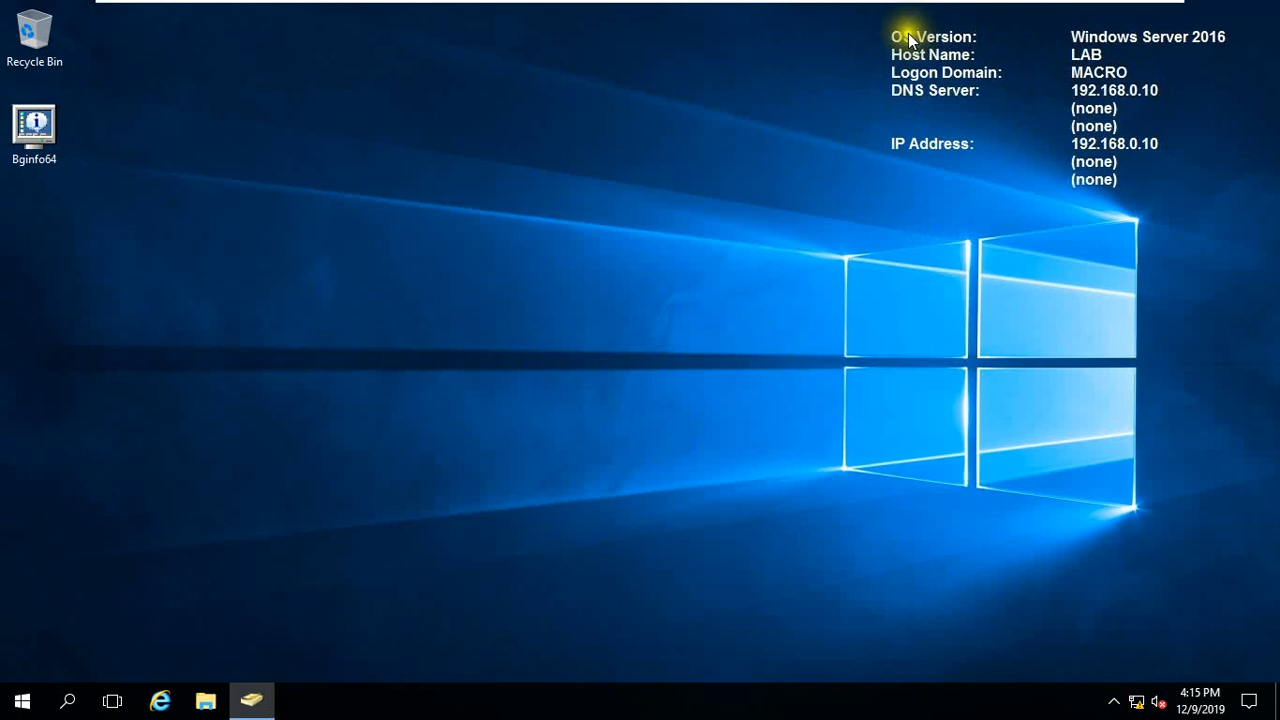 Recycle Bin
Bginfo64
OS Version: Windows Server 2016
Host Name: LAB
Logon Domain: MACRO
DNS Server: 192.168.0.10
(none)
(none)
IP Address: 192.168.0.10
(none)
(none)
4:15 PM
12/9/2019